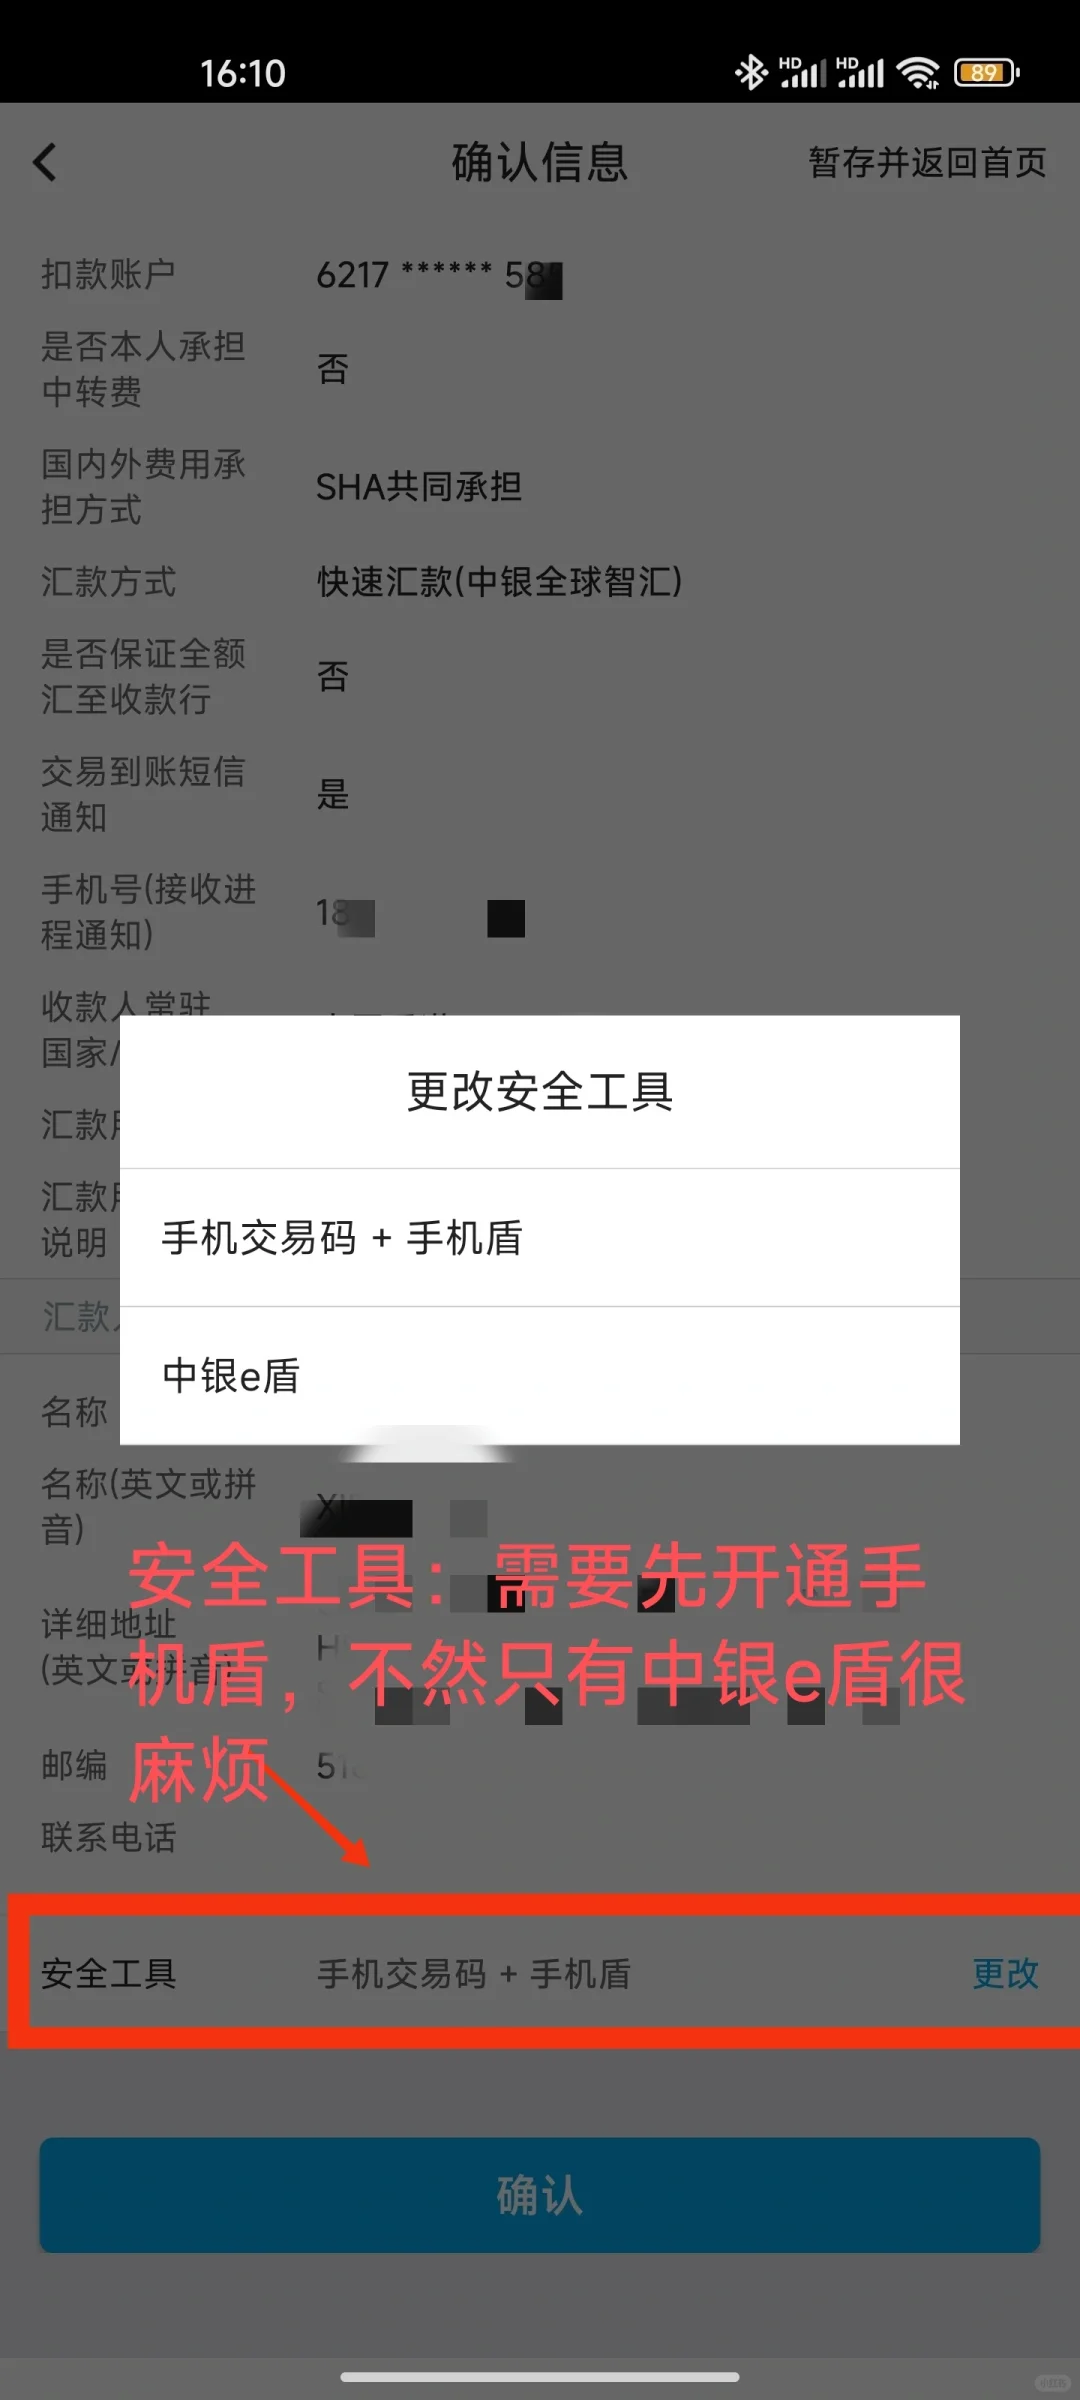 16:10
HD HD 89
确认信息 暂存并返回首页
扣款账户 6217 ****** 58
是否本人承担
中转费
否
国内外费用承
担方式
SHA共同承担
汇款方式 快速汇款(中银全球智汇)
是否保证全额
汇至收款行
否
交易到账短信
通知
是
手机号(接收进
程通知)
18
收款人常驻
国家/
汇款
汇款
说明
汇款
更改安全工具
手机交易码 + 手机盾
中银e盾
名称
名称(英文或拼
音)
详细地址
(英文或拼音)
安全工具：需要先开通手
机盾，不然只有中银e盾很
麻烦
邮编 51
联系电话
安全工具 手机交易码 + 手机盾 更改
确认
小红书